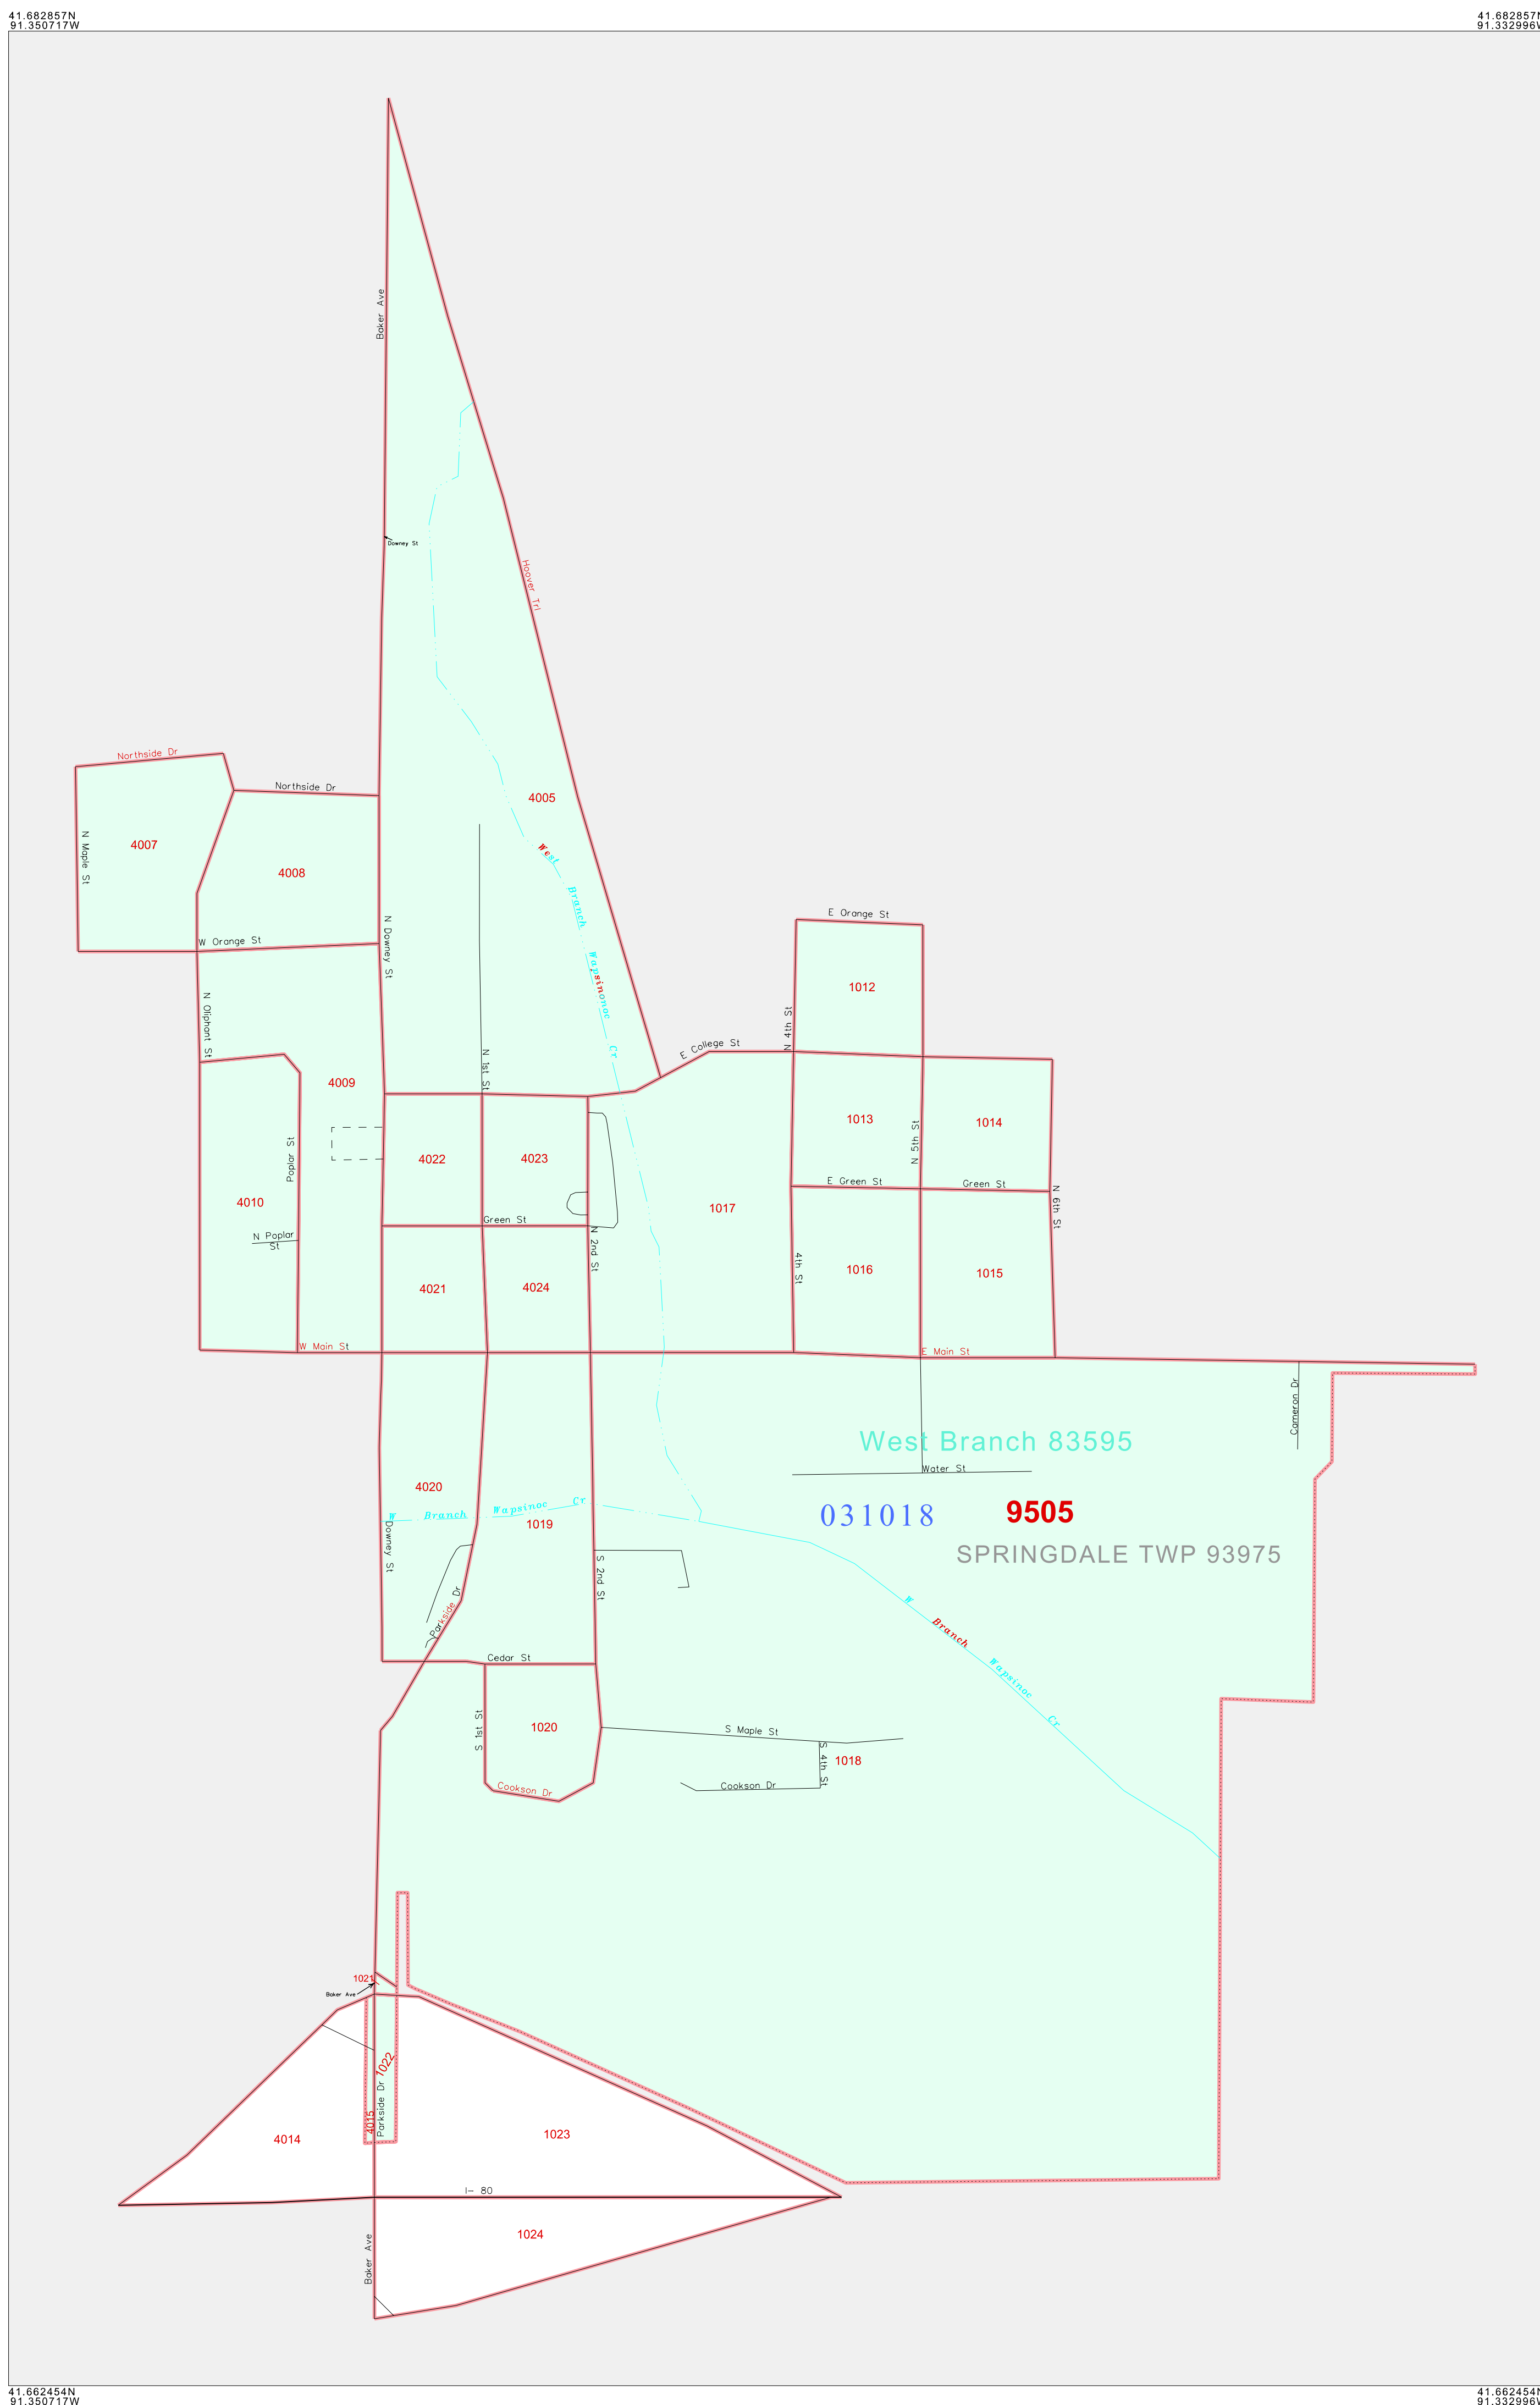 41.682857N
91.350717W
41.682857N
91.332996W
Baker Ave
Downey St
Hoover Trl
Northside Dr
Northside Dr
4005
N Maple St
4007
4008
West Branch Wapsinonoc Cr
W Orange St
N Downey St
E Orange St
1012
N Oliphant St
N 4th St
E College St
N 1st St
4009
1013
1014
N 5th St
Poplar St
4022
4023
E Green St
Green St
N 6th St
4010
1017
Green St
N Poplar
St
N 2nd St
4th St
1016
1015
4021
4024
W Main St
E Main St
Cameron Dr
West Branch 83595
Water St
4020
W Branch Wapsinoc Cr
031018
9505
1019
Downey St
SPRINGDALE TWP 93975
S 2nd St
Parkside Dr
W Branch Wapsinoc Cr
Cedar St
S 1st St
1020
S Maple St
S 4th St
1018
Cookson Dr
Cookson Dr
1021
Baker Ave
1022
Parkside Dr
4015
4014
1023
I- 80
1024
Baker Ave
41.662454N
91.350717W
41.662454N
91.332996W